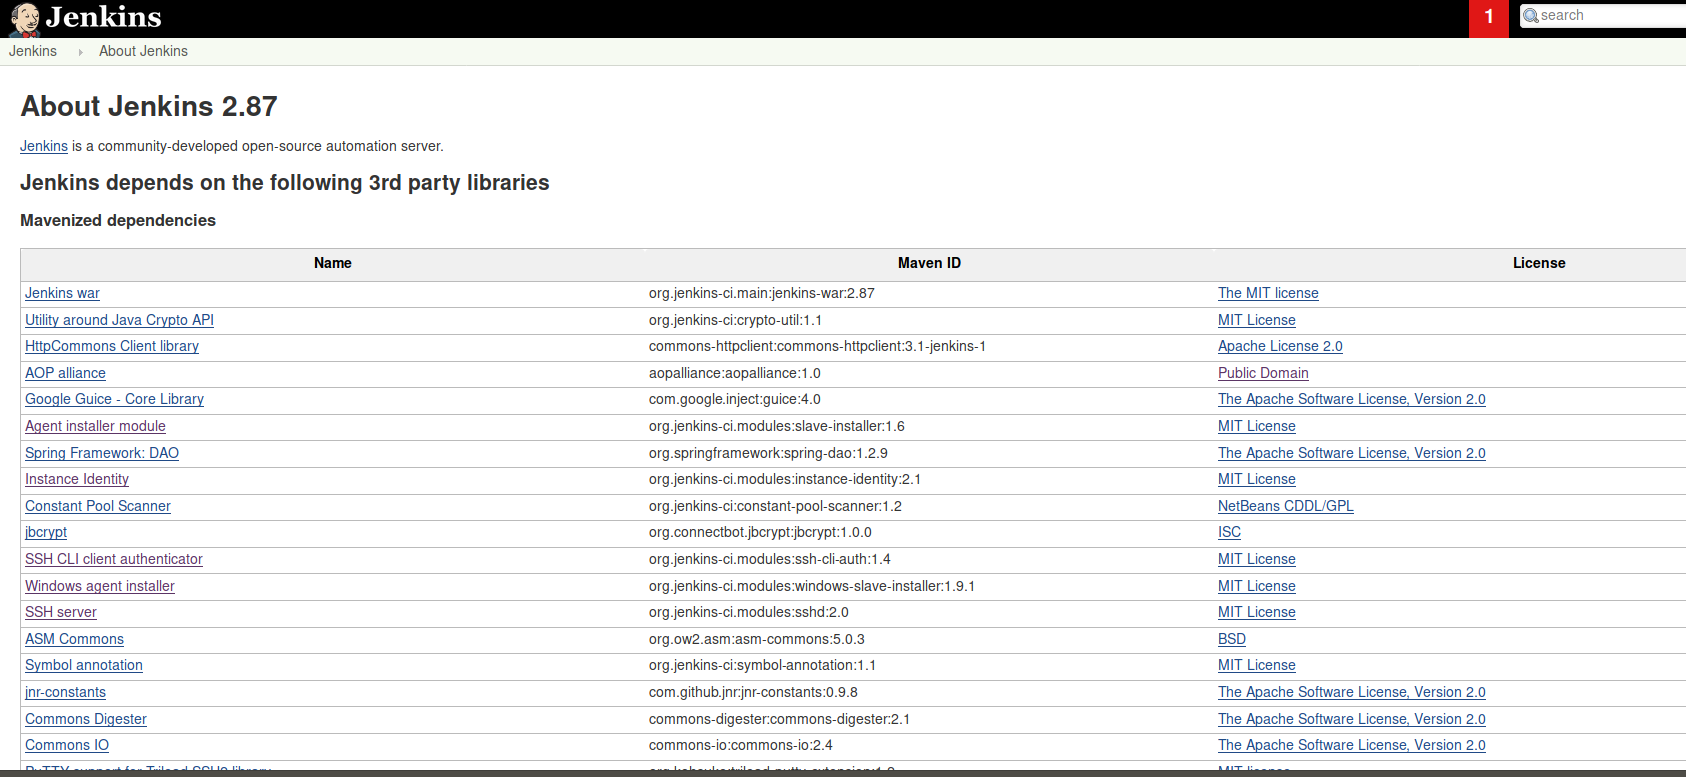 Jenkins
1
search
Jenkins About Jenkins
About Jenkins 2.87
Jenkins is a community-developed open-source automation server.
Jenkins depends on the following 3rd party libraries
Mavenized dependencies
Name Maven ID License
Jenkins war org.jenkins-ci.main:jenkins-war:2.87 The MIT license
Utility around Java Crypto API org.jenkins-ci:crypto-util:1.1 MIT License
HttpCommons Client library commons-httpclient:commons-httpclient:3.1-jenkins-1 Apache License 2.0
AOP alliance aopalliance:aopalliance:1.0 Public Domain
Google Guice - Core Library com.google.inject:guice:4.0 The Apache Software License, Version 2.0
Agent installer module org.jenkins-ci.modules:slave-installer:1.6 MIT License
Spring Framework: DAO org.springframework:spring-dao:1.2.9 The Apache Software License, Version 2.0
Instance Identity org.jenkins-ci.modules:instance-identity:2.1 MIT License
Constant Pool Scanner org.jenkins-ci:constant-pool-scanner:1.2 NetBeans CDDL/GPL
jbcrypt org.connectbot.jbcrypt:jbcrypt:1.0.0 ISC
SSH CLI client authenticator org.jenkins-ci.modules:ssh-cli-auth:1.4 MIT License
Windows agent installer org.jenkins-ci.modules:windows-slave-installer:1.9.1 MIT License
SSH server org.jenkins-ci.modules:sshd:2.0 MIT License
ASM Commons org.ow2.asm:asm-commons:5.0.3 BSD
Symbol annotation org.jenkins-ci:symbol-annotation:1.1 MIT License
jnr-constants com.github.jnr:jnr-constants:0.9.8 The Apache Software License, Version 2.0
Commons Digester commons-digester:commons-digester:2.1 The Apache Software License, Version 2.0
Commons IO commons-io:commons-io:2.4 The Apache Software License, Version 2.0